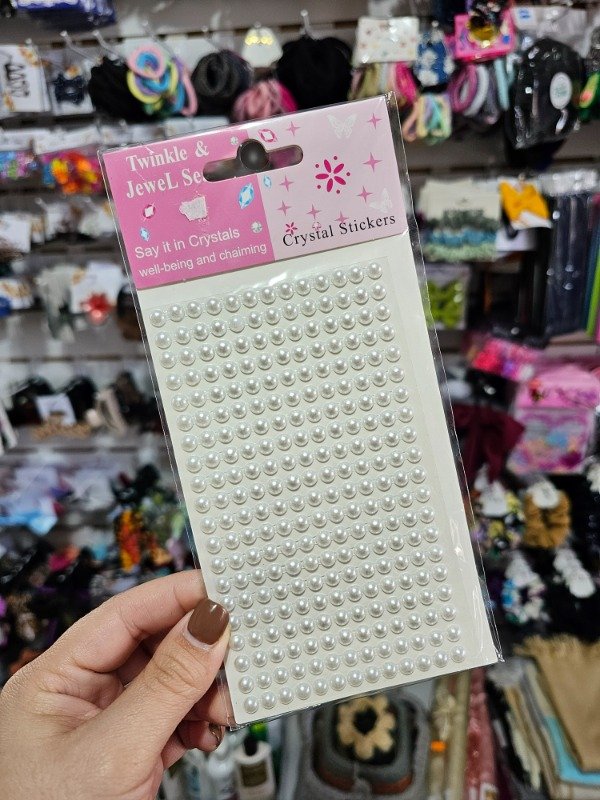 Twinkle &
JeweL Se
Say it in Crystals
well-being and chaiming
Crystal Stickers